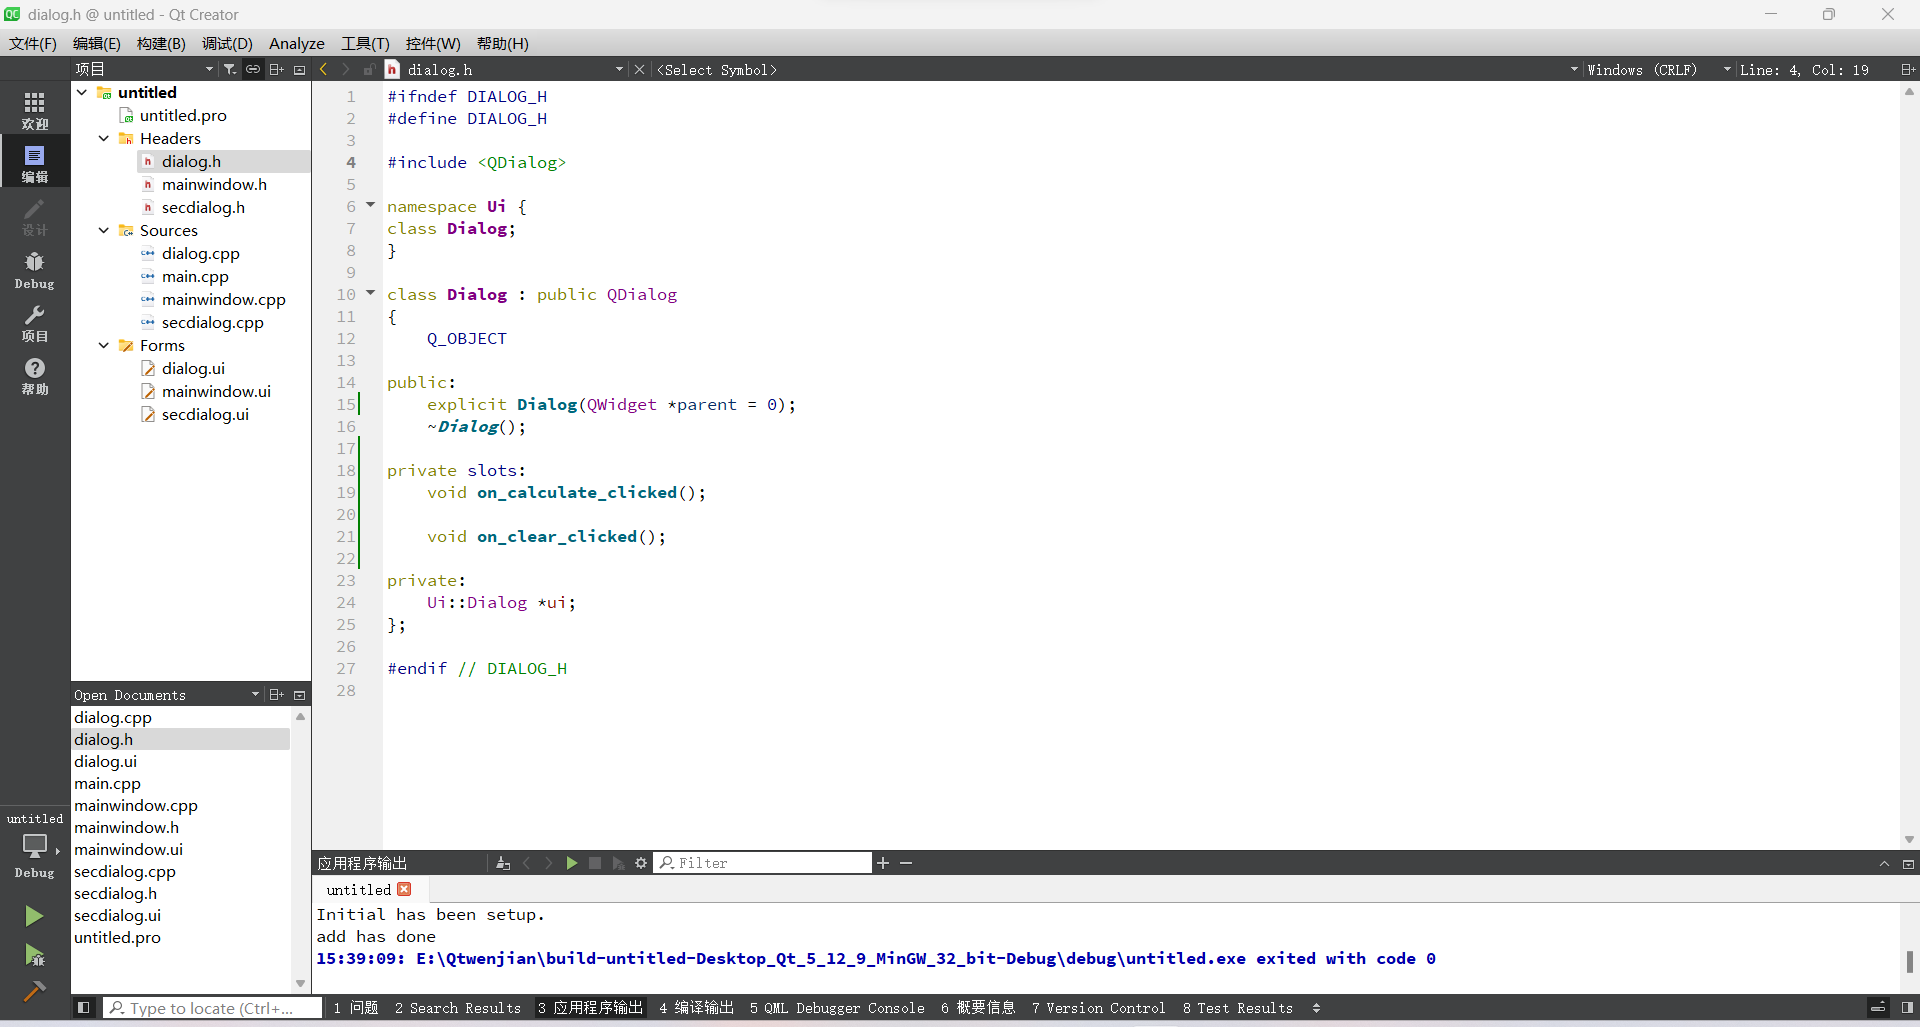 dialog.h @ untitled - Qt Creator
文件(F) 编辑(E) 构建(B) 调试(D) Analyze 工具(T) 控件(W) 帮助(H)
项目
dialog.h
<Select Symbol>
Windows (CRLF)
Line: 4, Col: 19
欢迎
编辑
设计
Debug
项目
帮助
untitled
Debug
untitled
untitled.pro
Headers
dialog.h
mainwindow.h
secdialog.h
Sources
dialog.cpp
main.cpp
mainwindow.cpp
secdialog.cpp
Forms
dialog.ui
mainwindow.ui
secdialog.ui
Open Documents
dialog.cpp
dialog.h
dialog.ui
main.cpp
mainwindow.cpp
mainwindow.h
mainwindow.ui
secdialog.cpp
secdialog.h
secdialog.ui
untitled.pro
1 #ifndef DIALOG_H
2 #define DIALOG_H
3
4 #include <QDialog>
5
6 namespace Ui {
7 class Dialog;
8 }
9
10 class Dialog : public QDialog
11 {
12     Q_OBJECT
13
14 public:
15     explicit Dialog(QWidget *parent = 0);
16     ~Dialog();
17
18 private slots:
19     void on_calculate_clicked();
20
21     void on_clear_clicked();
22
23 private:
24     Ui::Dialog *ui;
25 };
26
27 #endif // DIALOG_H
28
应用程序输出
Filter
untitled
Initial has been setup.
add has done
15:39:09: E:\Qtwenjian\build-untitled-Desktop_Qt_5_12_9_MinGW_32_bit-Debug\debug\untitled.exe exited with code 0
Type to locate (Ctrl+...
1 问题 2 Search Results 3 应用程序输出 4 编译输出 5 QML Debugger Console 6 概要信息 7 Version Control 8 Test Results